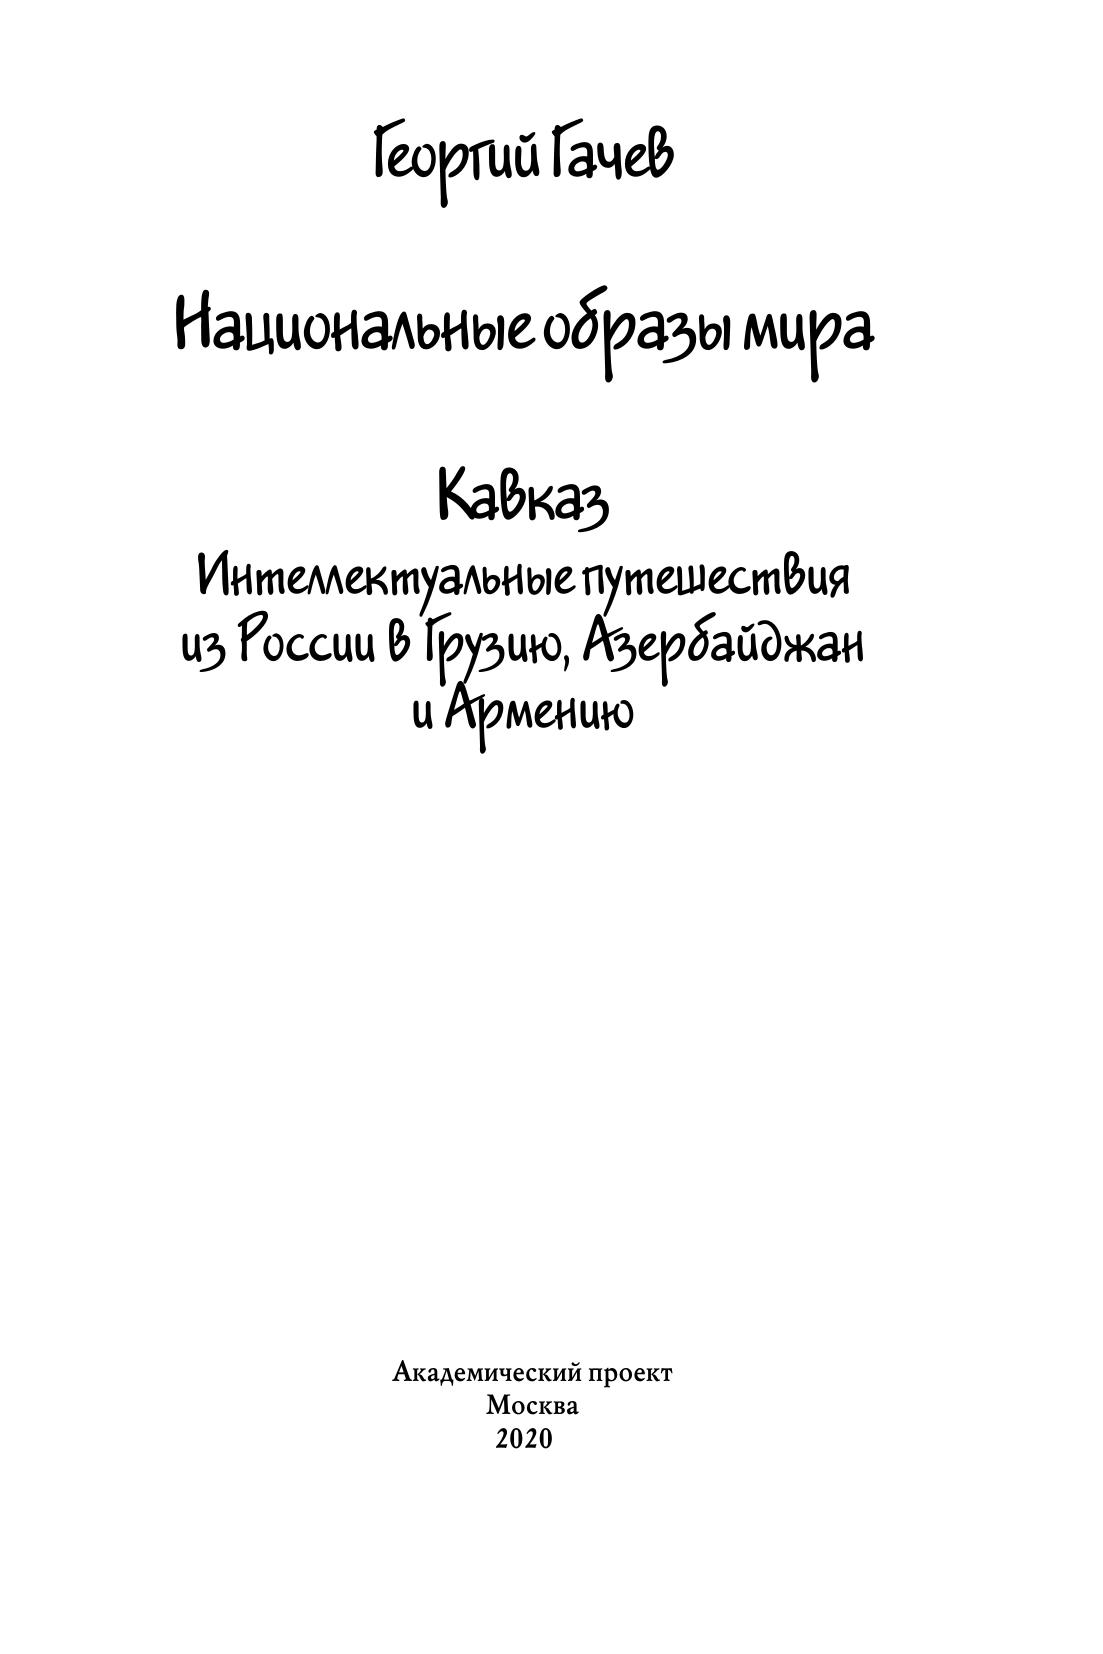 Георгий Гачев
Национальные образы мира
Кавказ
Интеллектуальные путешествия
из России в Грузию, Азербайджан
и Армению
Академический проект
Москва
2020